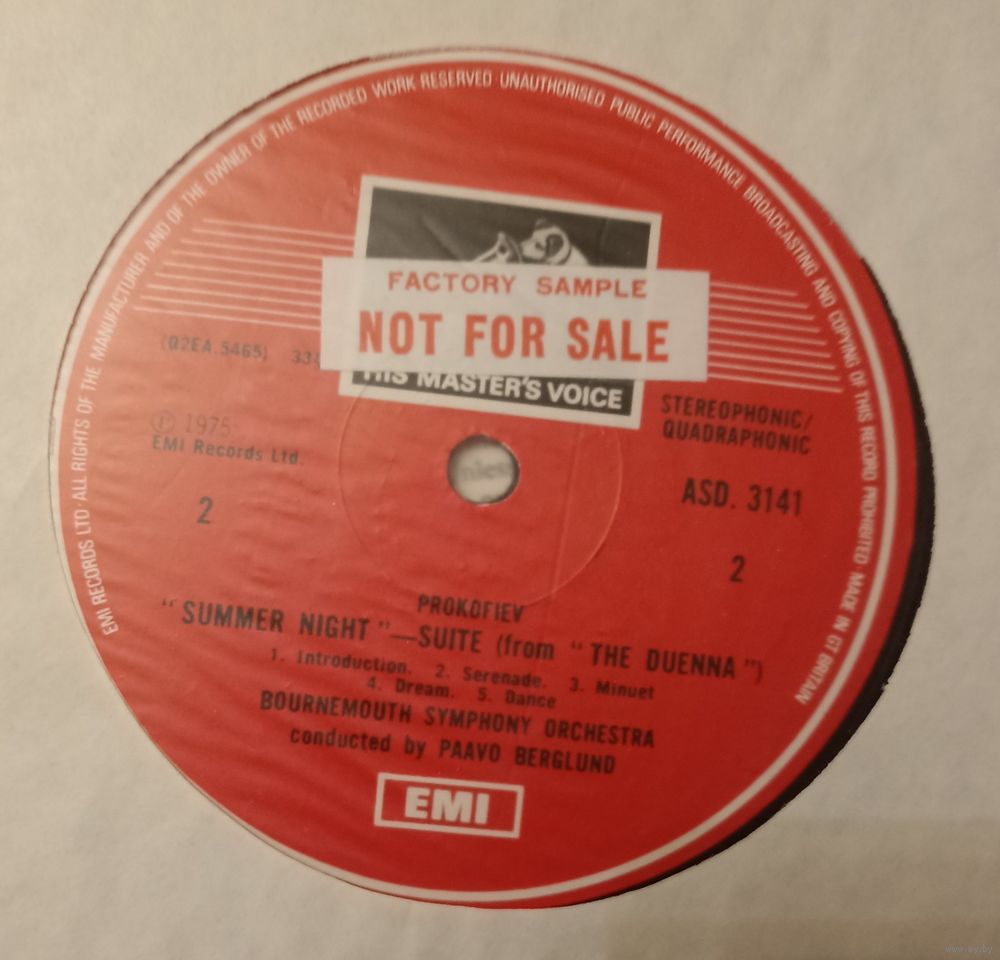 EMI RECORDS LTD · ALL RIGHTS OF THE MANUFACTURER AND OF THE OWNER OF THE RECORDED WORK RESERVED UNAUTHORISED PUBLIC PERFORMANCE BROADCASTING AND COPYING OF THIS RECORD PROHIBITED MADE IN GT BRITAIN
FACTORY SAMPLE
NOT FOR SALE
HIS MASTER'S VOICE
(Q2EA.5465) 33
STEREOPHONIC/
QUADRAPHONIC
℗ 1975
EMI Records Ltd.
ASD. 3141
2
2
PROKOFIEV
"SUMMER NIGHT"—SUITE (from "THE DUENNA")
1. Introduction. 2. Serenade. 3. Minuet
4. Dream. 5. Dance
BOURNEMOUTH SYMPHONY ORCHESTRA
conducted by PAAVO BERGLUND
EMI